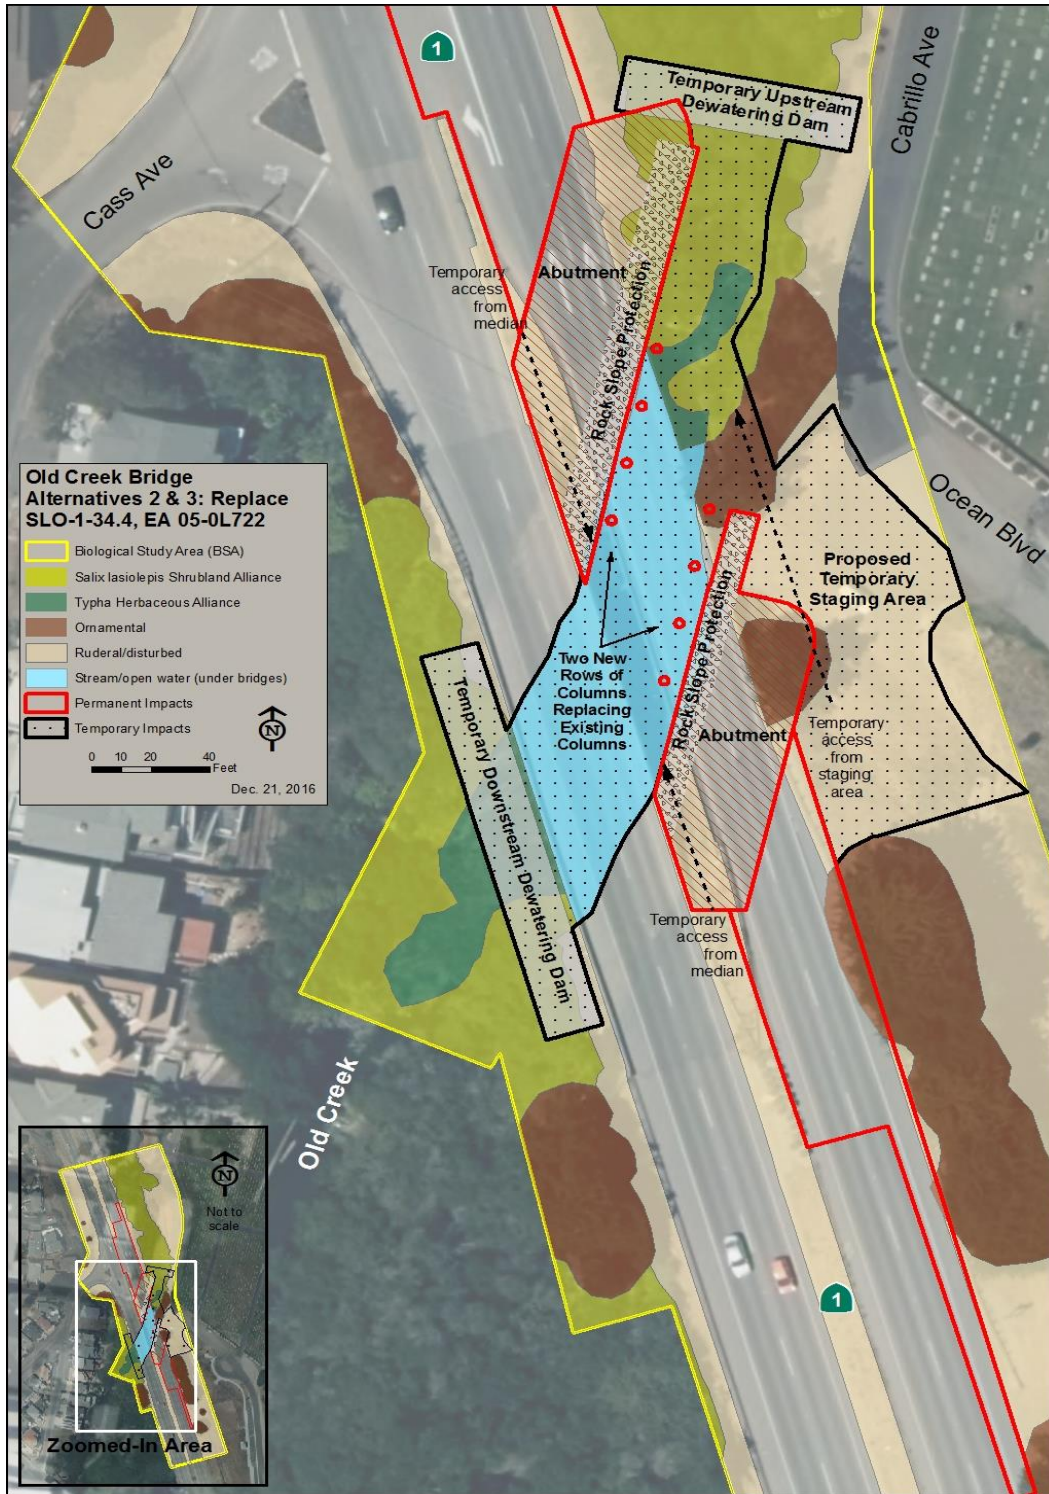 1
Temporary Upstream
Dewatering Dam
Cabrillo Ave
Cass Ave
Temporary
access
from
median
Abutment
Rock Slope Protection
Old Creek Bridge
Alternatives 2 & 3: Replace
SLO-1-34.4, EA 05-0L722
Biological Study Area (BSA)
Salix lasiolepis Shrubland Alliance
Typha Herbaceous Alliance
Ornamental
Ruderal/disturbed
Stream/open water (under bridges)
Permanent Impacts
Temporary Impacts
N
0 10 20 40
Feet
Dec. 21, 2016
Ocean Blvd
Proposed
Temporary
Staging Area
Two New
Rows of
Columns
Replacing
Existing
Columns
Rock Slope Protection
Abutment
Temporary
access
from
staging
area
Temporary Downstream Dewatering Dam
Temporary
access
from
median
Old Creek
N
Not to
scale
Zoomed-In Area
1